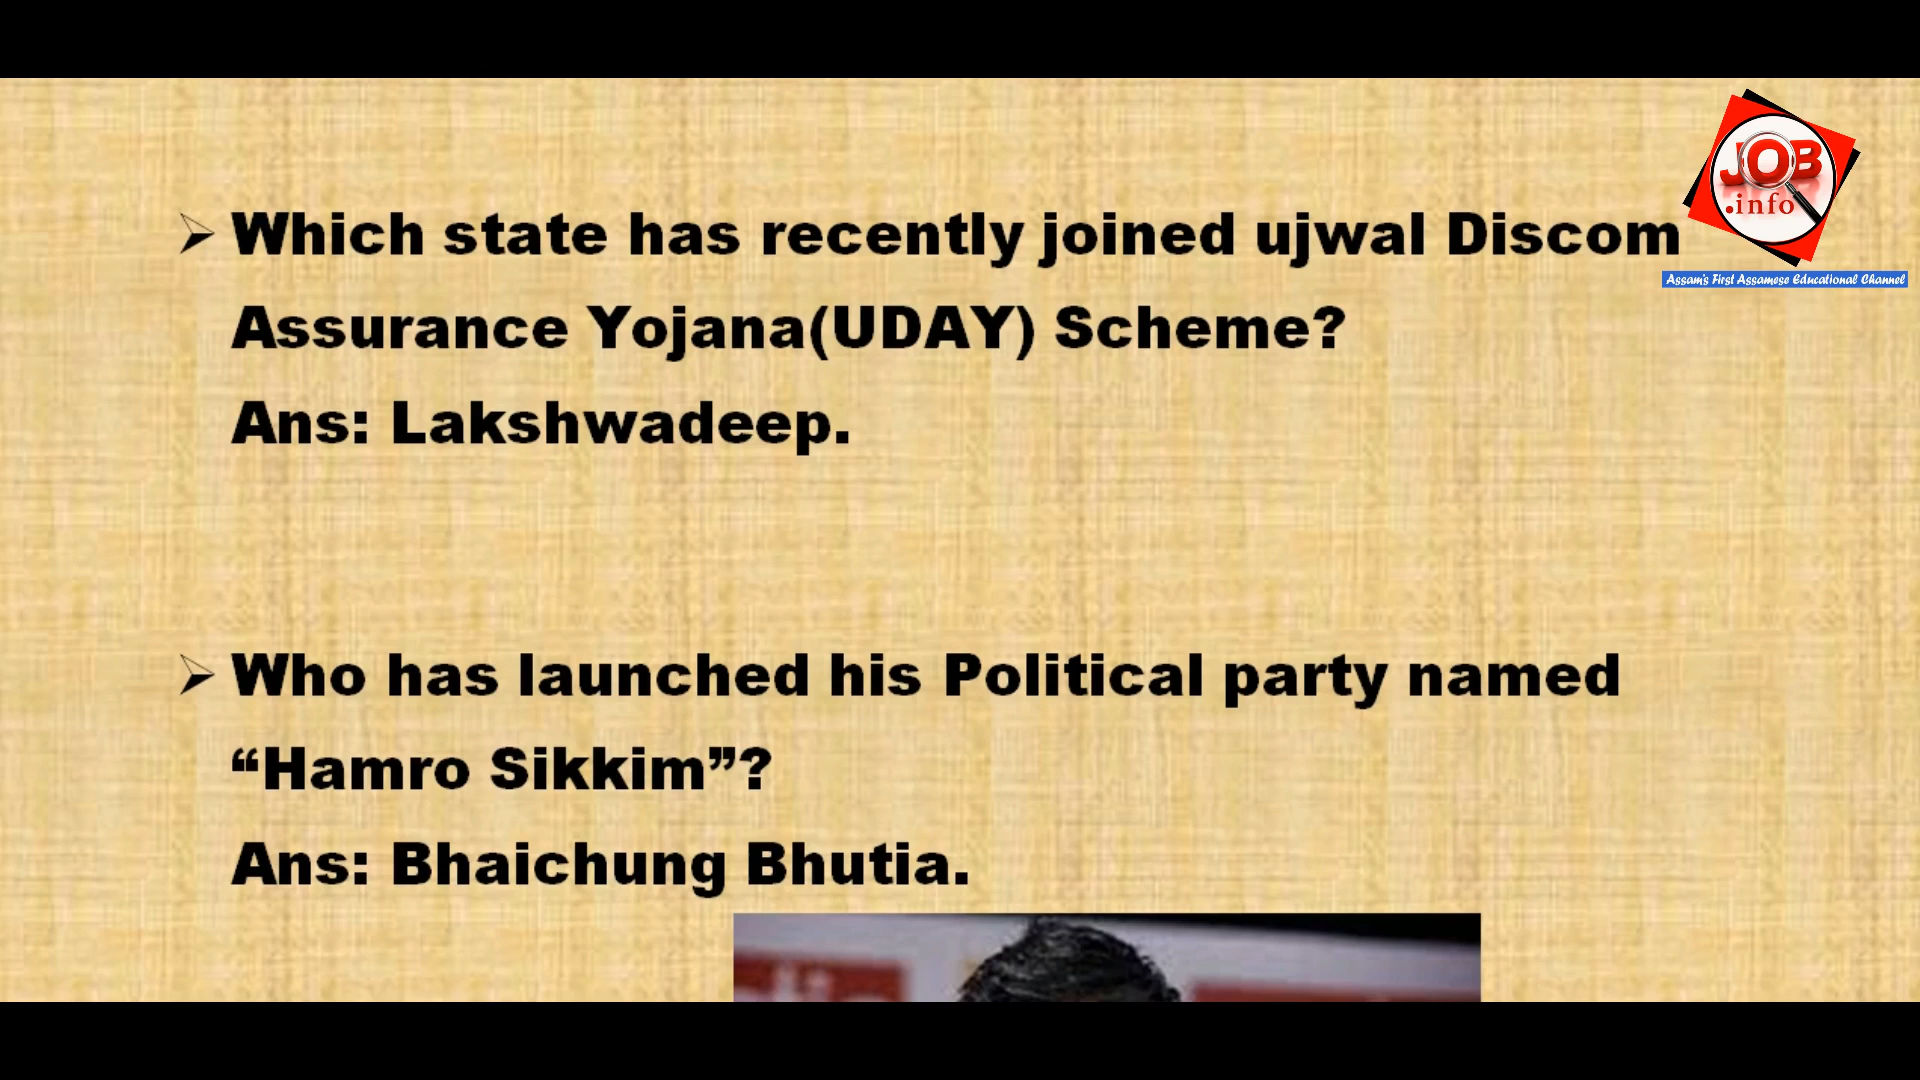 Which state has recently joined ujwal Discom
Assurance Yojana(UDAY) Scheme?
Ans: Lakshwadeep.
Who has launched his Political party named
“Hamro Sikkim”?
Ans: Bhaichung Bhutia.
JOB
.info
Assam's First Assamese Educational Channel